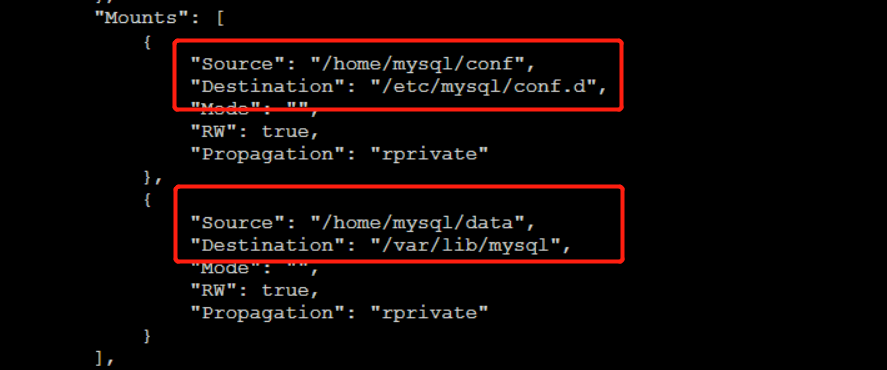 },
"Mounts": [
{
"Source": "/home/mysql/conf",
"Destination": "/etc/mysql/conf.d",
"Mode": "",
"RW": true,
"Propagation": "rprivate"
},
{
"Source": "/home/mysql/data",
"Destination": "/var/lib/mysql",
"Mode": "",
"RW": true,
"Propagation": "rprivate"
}
],